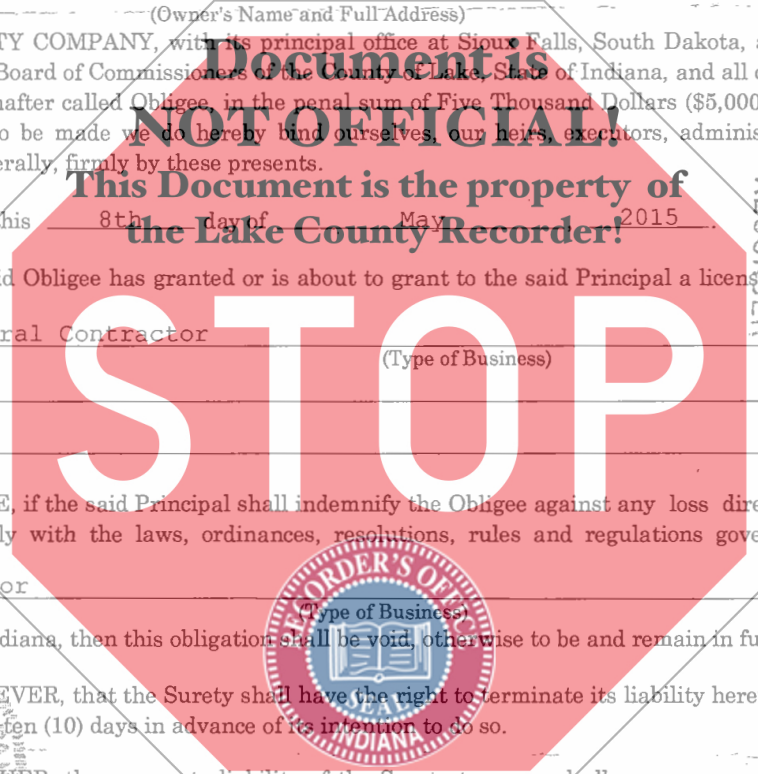 (Owner's Name and Full Address)
TY COMPANY, with its principal office at Sioux Falls, South Dakota, a
Document is
Board of Commissioners of the County of Lake, State of Indiana, and all o
nafter called Obligee, in the penal sum of Five Thousand Dollars ($5,000
NOT OFFICIAL!
o be made we do hereby bind ourselves, our heirs, executors, adminis
erally, firmly by these presents.
This Document is the property of
his 8th day of May, 2015.
the Lake County Recorder!
id Obligee has granted or is about to grant to the said Principal a licens
ral Contractor
(Type of Business)
STOP
E, if the said Principal shall indemnify the Obligee against any loss dire
ly with the laws, ordinances, resolutions, rules and regulations gove
or
(Type of Business)
RECORDER'S OFFICE
SEAL
INDIANA
diana, then this obligation shall be void, otherwise to be and remain in fu
EVER, that the Surety shall have the right to terminate its liability here
ten (10) days in advance of its intention to do so.